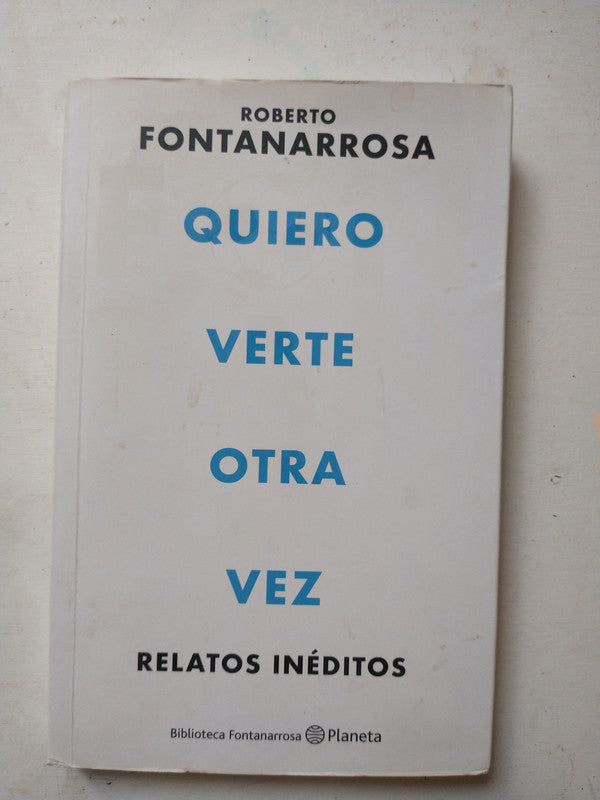 ROBERTO
FONTANARROSA
QUIERO
VERTE
OTRA
VEZ
RELATOS INÉDITOS
Biblioteca Fontanarrosa Planeta